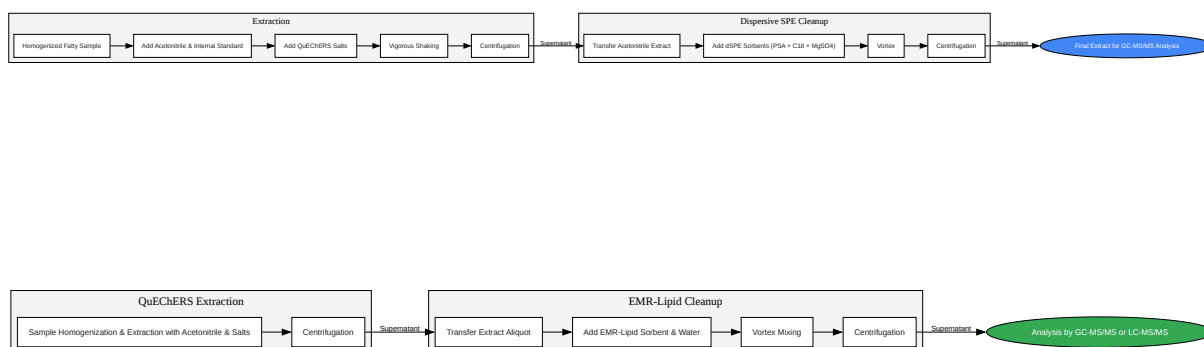 Extraction
Homogenized Fatty Sample
Add Acetonitrile & Internal Standard
Add QuEChERS Salts
Vigorous Shaking
Centrifugation
Supernatant
Dispersive SPE Cleanup
Transfer Acetonitrile Extract
Add dSPE Sorbents (PSA + C18 + MgSO4)
Vortex
Centrifugation
Supernatant
Final Extract for GC-MS/MS Analysis
QuEChERS Extraction
Sample Homogenization & Extraction with Acetonitrile & Salts
Centrifugation
Supernatant
EMR-Lipid Cleanup
Transfer Extract Aliquot
Add EMR-Lipid Sorbent & Water
Vortex Mixing
Centrifugation
Supernatant
Analysis by GC-MS/MS or LC-MS/MS